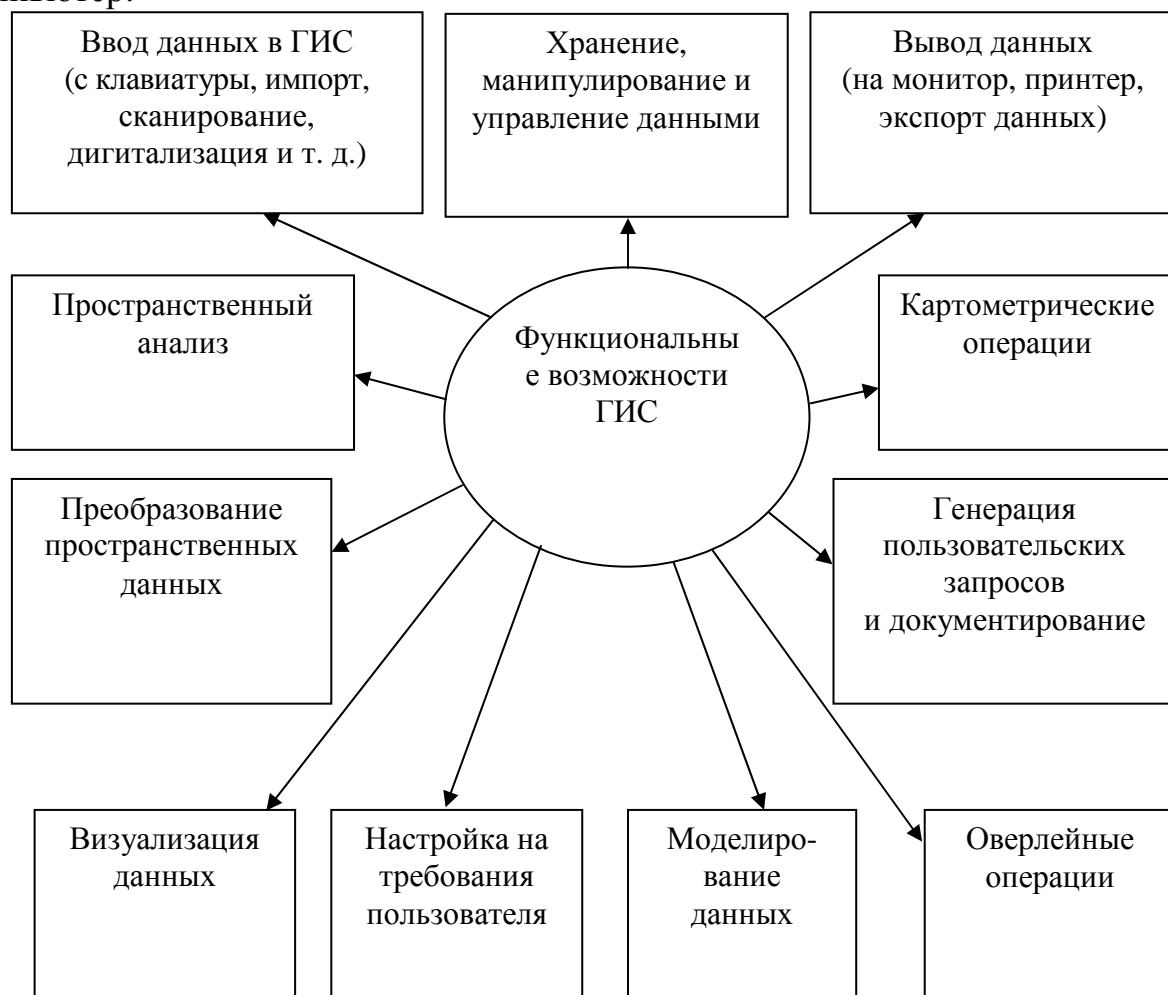 Ввод данных в ГИС
(с клавиатуры, импорт,
сканирование,
дигитализация и т. д.)
Хранение,
манипулирование и
управление данными
Вывод данных
(на монитор, принтер,
экспорт данных)
Пространственный
анализ
Функциональны
е возможности
ГИС
Картометрические
операции
Преобразование
пространственных
данных
Генерация
пользовательских
запросов
и документирование
Визуализация
данных
Настройка на
требования
пользователя
Моделиро-
вание
данных
Оверлейные
операции